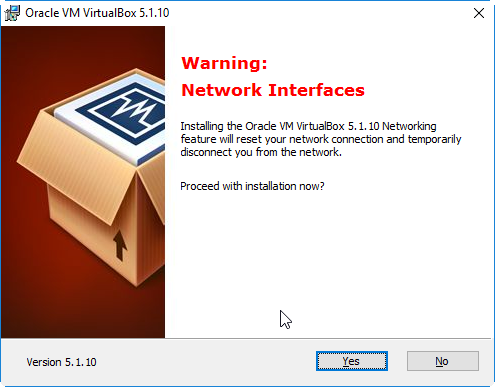 Oracle VM VirtualBox 5.1.10
Warning:
Network Interfaces
Installing the Oracle VM VirtualBox 5.1.10 Networking
feature will reset your network connection and temporarily
disconnect you from the network.
Proceed with installation now?
Version 5.1.10
Yes
No